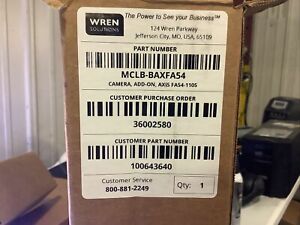 WREN
SOLUTIONS
The Power to See your Business℠
124 Wren Parkway
Jefferson City, MO, USA, 65109
PART NUMBER
MCLB-BAXFA54
CAMERA, ADD-ON, AXIS FA54-1105
CUSTOMER PURCHASE ORDER
36002580
CUSTOMER PART NUMBER
100643640
Customer Service
800-881-2249
Qty: 1